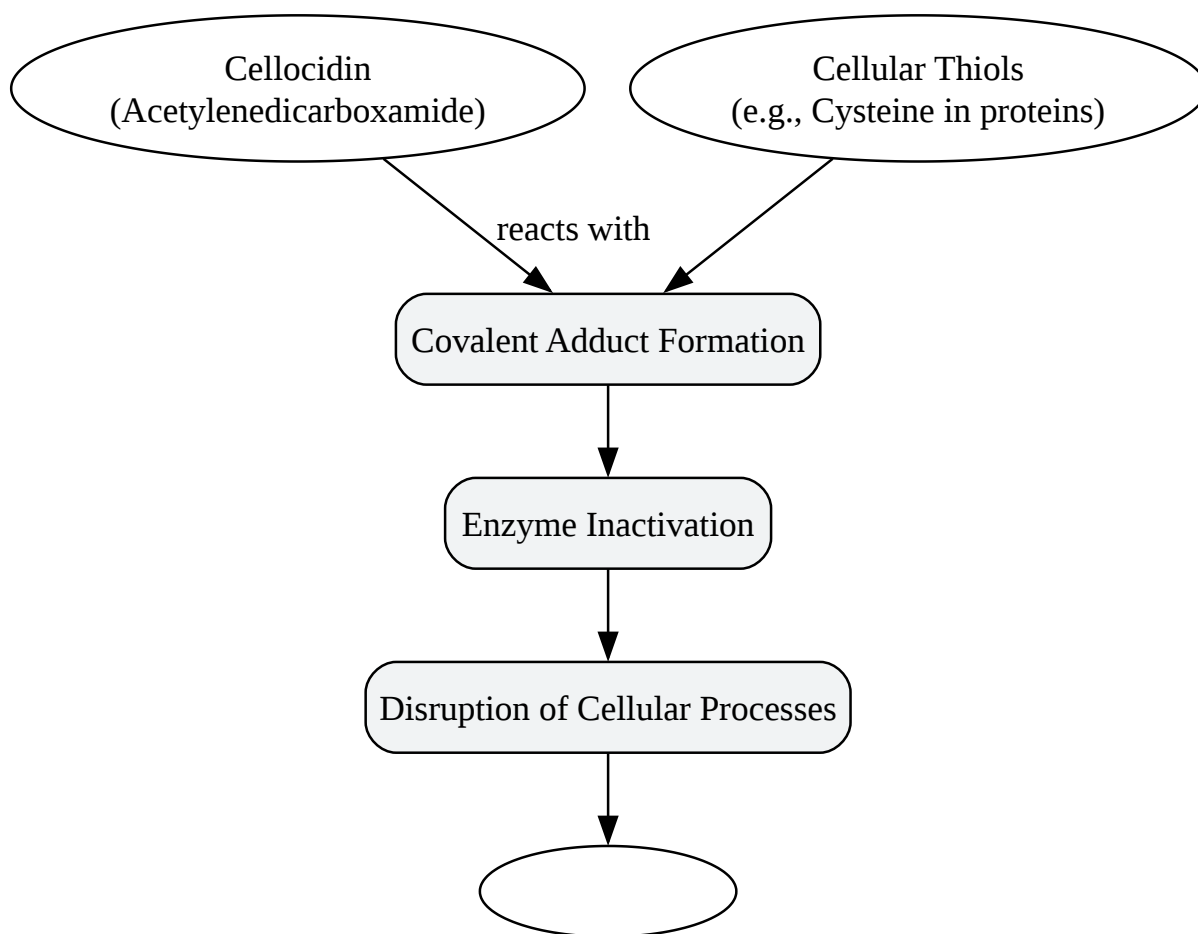 Cellocidin
(Acetylenedicarboxamide)
Cellular Thiols
(e.g., Cysteine in proteins)
reacts with
Covalent Adduct Formation
Enzyme Inactivation
Disruption of Cellular Processes